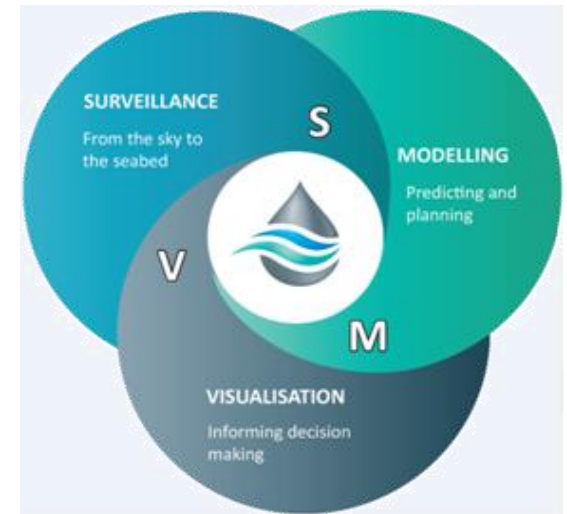 SURVEILLANCE
From the sky to
the seabed
S
MODELLING
Predicting and
planning
V
M
VISUALISATION
Informing decision
making